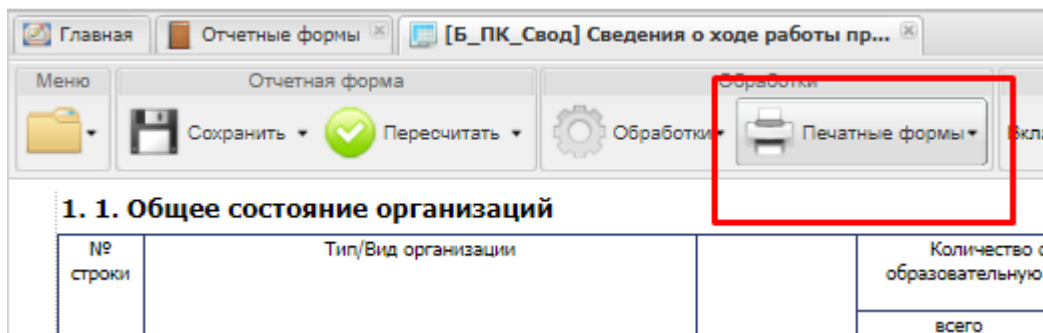 Главная Отчетные формы [Б_ПК_Свод] Сведения о ходе работы пр...
Меню Отчетная форма Обработки
Сохранить Пересчитать Обработки Печатные формы Вкл
1. 1. Общее состояние организаций
№ Тип/Вид организации Количество о
строки образовательную
всего